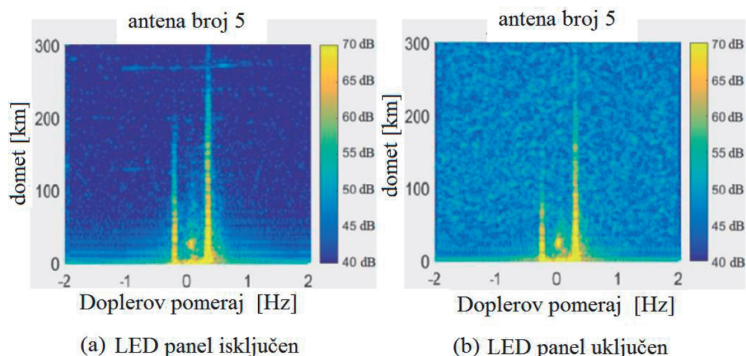 antena broj 5
300
200
100
0
-2
-1
0
1
2
domet [km]
Doplerov pomeraj [Hz]
70 dB
65 dB
60 dB
55 dB
50 dB
45 dB
40 dB
(a) LED panel isključen
antena broj 5
300
200
100
0
-2
-1
0
1
2
domet [km]
Doplerov pomeraj [Hz]
70 dB
65 dB
60 dB
55 dB
50 dB
45 dB
40 dB
(b) LED panel uključen